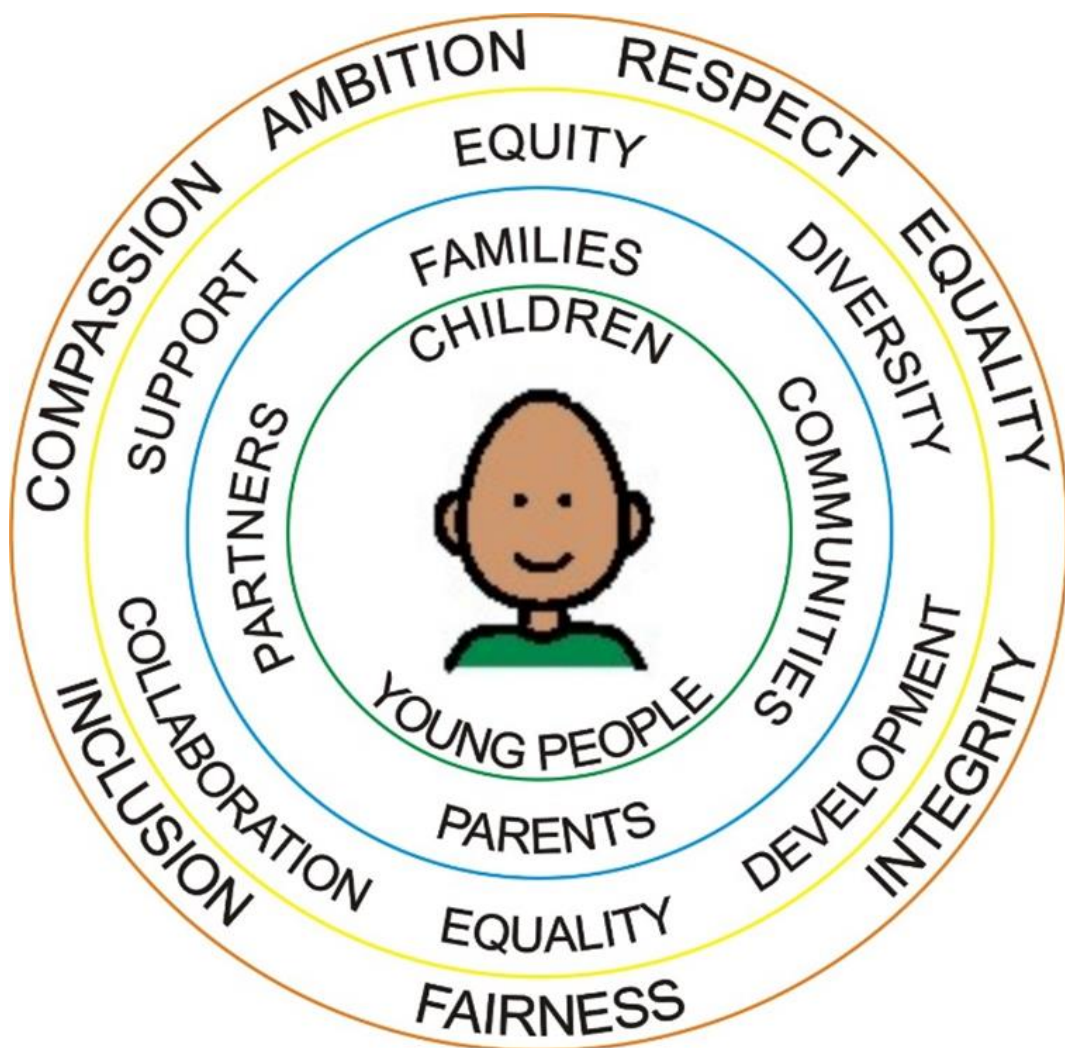 COMPASSION
AMBITION
RESPECT
EQUALITY
INTEGRITY
FAIRNESS
INCLUSION
SUPPORT
EQUITY
DIVERSITY
DEVELOPMENT
EQUALITY
COLLABORATION
PARTNERS
FAMILIES
COMMUNITIES
PARENTS
CHILDREN
YOUNG PEOPLE